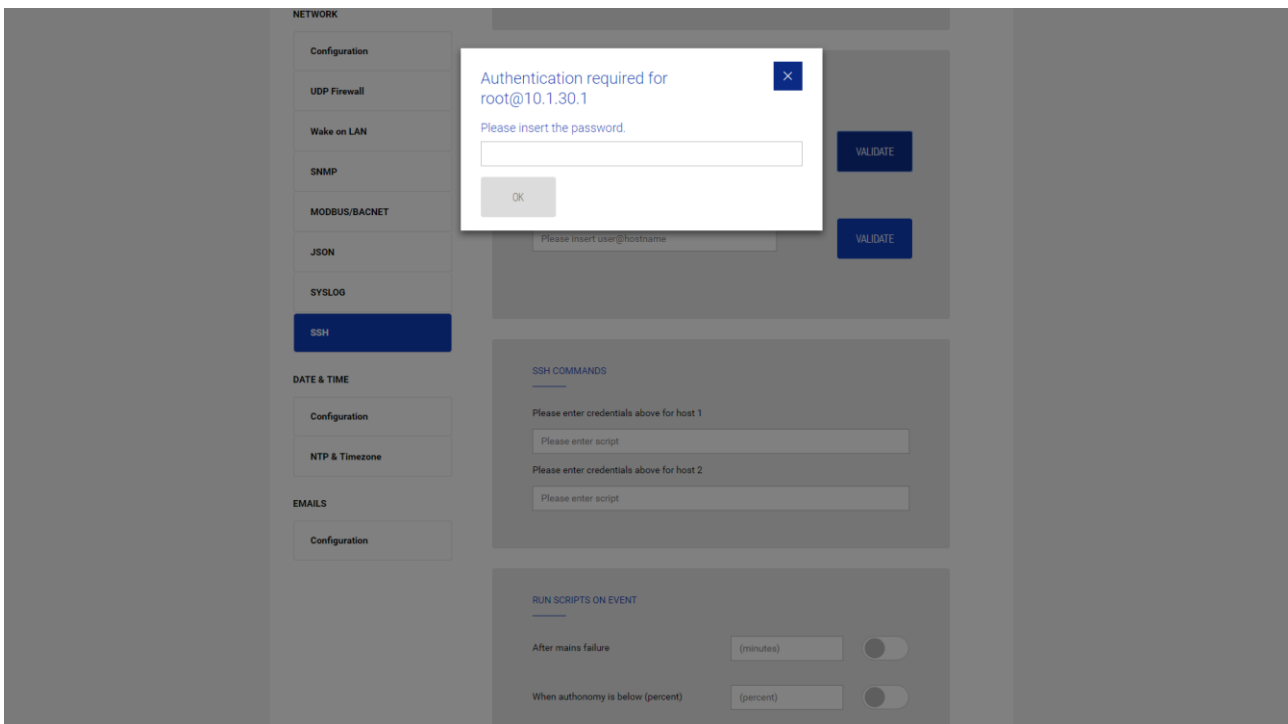 NETWORK
Configuration
UDP Firewall
Wake on LAN
SNMP
MODBUS/BACNET
JSON
SYSLOG
SSH
DATE & TIME
Configuration
NTP & Timezone
EMAILS
Configuration
Authentication required for
root@10.1.30.1
×
Please insert the password.
OK
VALIDATE
Please insert user@hostname
VALIDATE
SSH COMMANDS
Please enter credentials above for host 1
Please enter script
Please enter credentials above for host 2
Please enter script
RUN SCRIPTS ON EVENT
After mains failure
(minutes)
When authonomy is below (percent)
(percent)